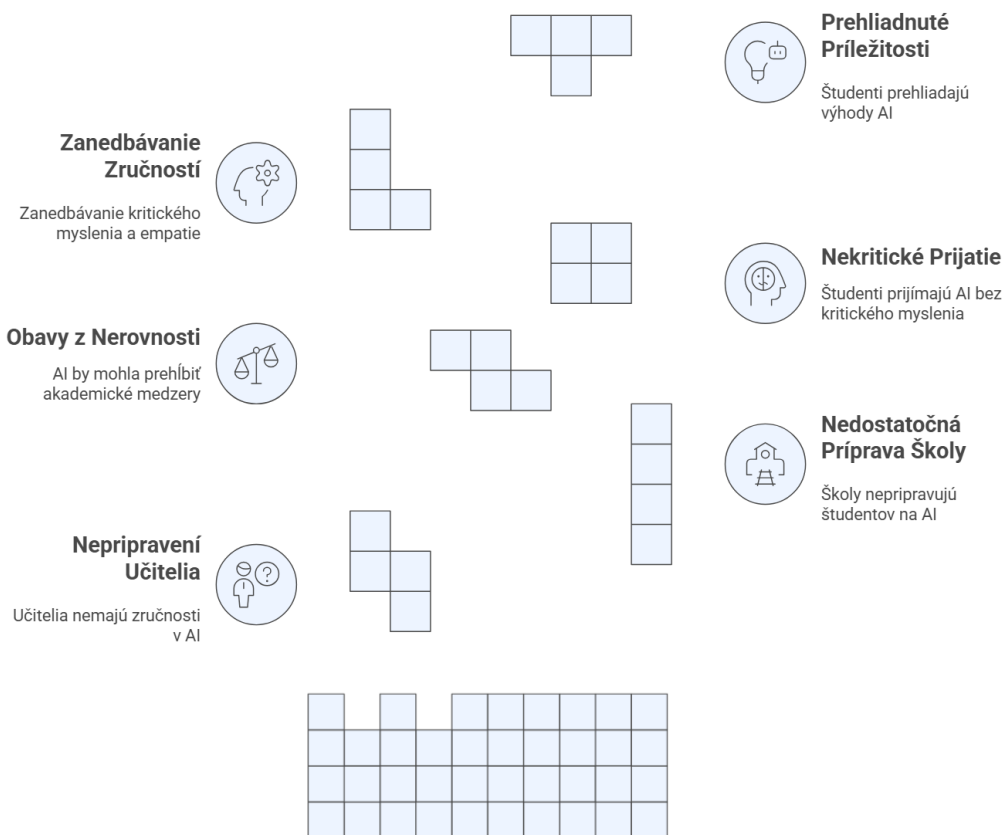 Prehliadnuté
Príležitosti
Študenti prehliadajú
výhody AI
Zanedbávanie
Zručností
Zanedbávanie kritického
myslenia a empatie
Nekritické Prijatie
Študenti prijímajú AI bez
kritického myslenia
Obavy z Nerovnosti
AI by mohla prehĺbiť
akademické medzery
Nedostatočná
Príprava Školy
Školy nepripravujú
študentov na AI
Nepripravení
Učitelia
Učitelia nemajú zručnosti
v AI